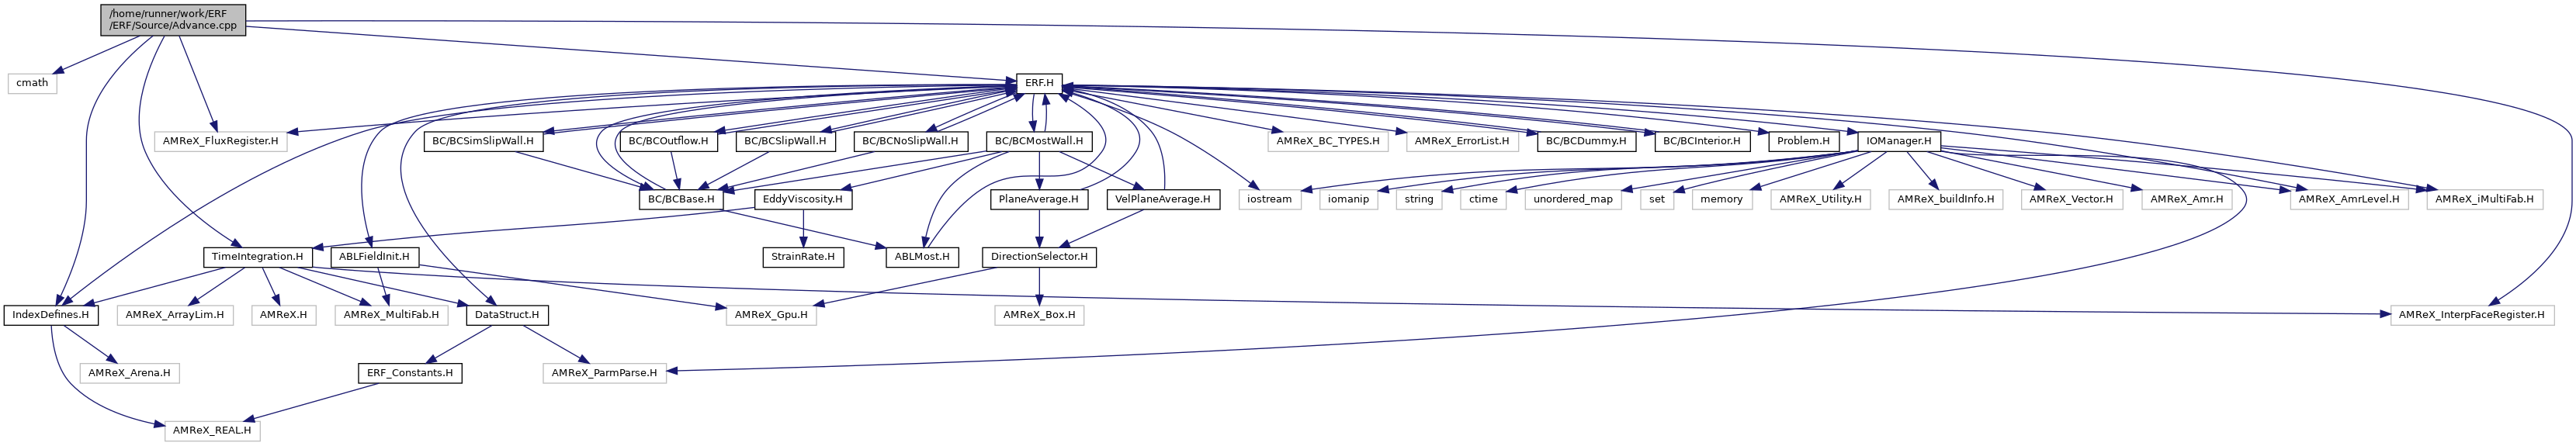 /home/runner/work/ERF
/ERF/Source/Advance.cpp
cmath
ERF.H
AMReX_FluxRegister.H
BC/BCSimSlipWall.H
BC/BCOutflow.H
BC/BCSlipWall.H
BC/BCNoSlipWall.H
BC/BCMostWall.H
AMReX_BC_TYPES.H
AMReX_ErrorList.H
BC/BCDummy.H
BC/BCInterior.H
Problem.H
IOManager.H
BC/BCBase.H
EddyViscosity.H
PlaneAverage.H
VelPlaneAverage.H
iostream
iomanip
string
ctime
unordered_map
set
memory
AMReX_Utility.H
AMReX_buildInfo.H
AMReX_Vector.H
AMReX_Amr.H
AMReX_AmrLevel.H
AMReX_iMultiFab.H
TimeIntegration.H
ABLFieldInit.H
StrainRate.H
ABLMost.H
DirectionSelector.H
IndexDefines.H
AMReX_ArrayLim.H
AMReX.H
AMReX_MultiFab.H
DataStruct.H
AMReX_Gpu.H
AMReX_Box.H
AMReX_InterpFaceRegister.H
AMReX_Arena.H
ERF_Constants.H
AMReX_ParmParse.H
AMReX_REAL.H